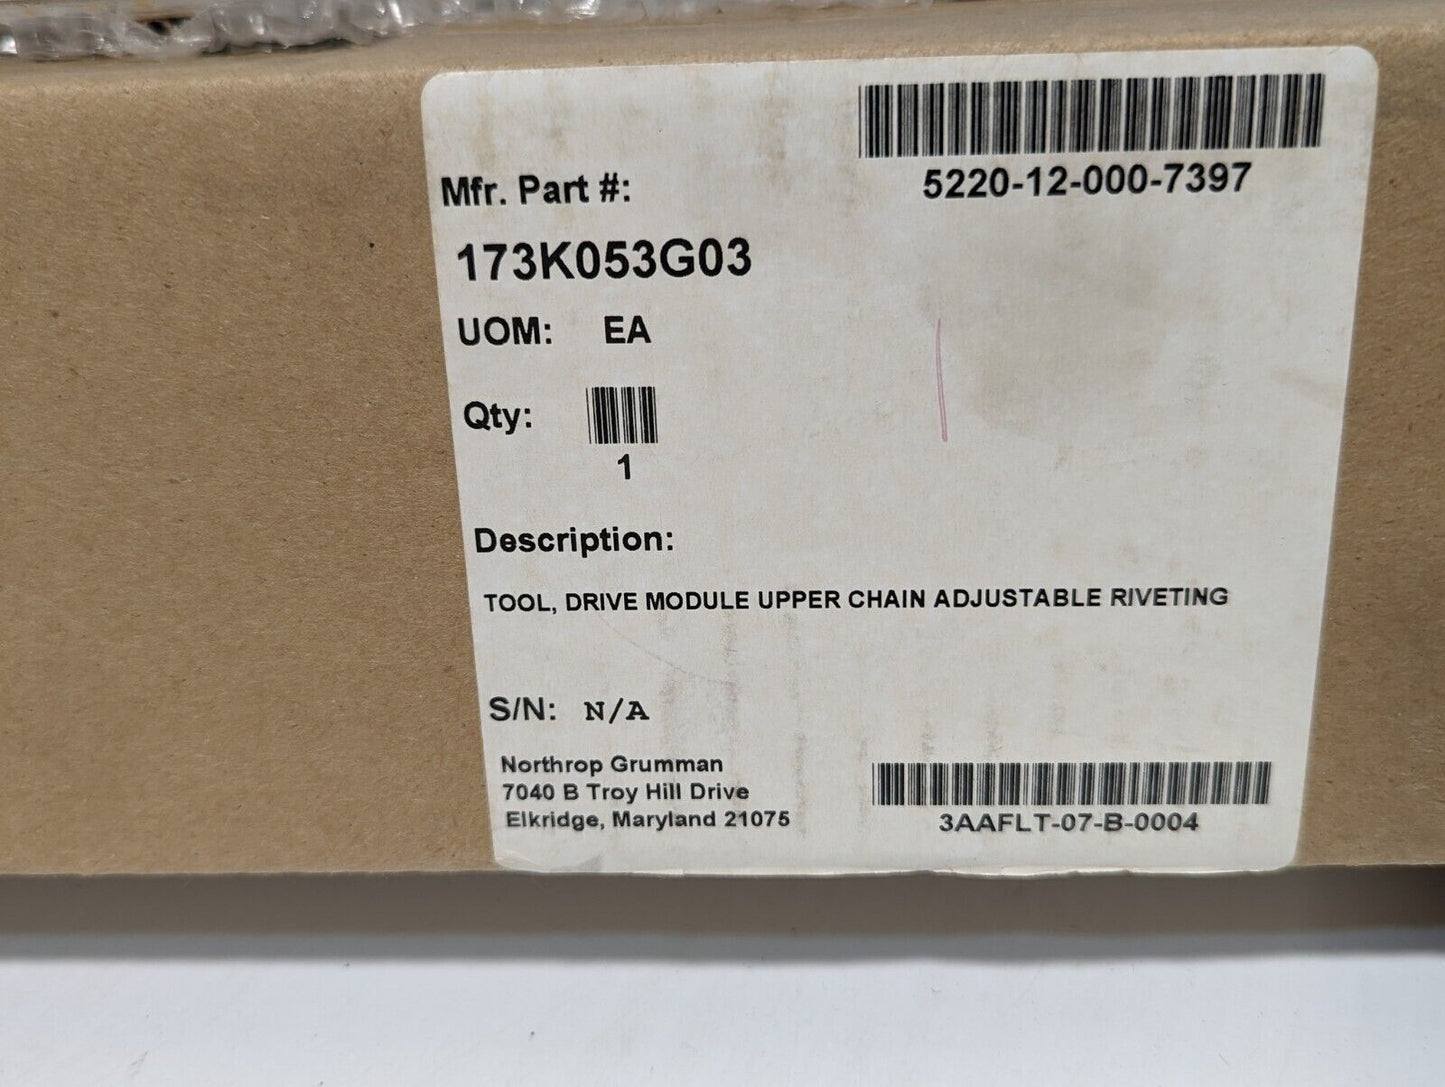 5220-12-000-7397
Mfr. Part #:
173K053G03
UOM: EA
Qty:
1
Description:
TOOL, DRIVE MODULE UPPER CHAIN ADJUSTABLE RIVETING
S/N: N/A
Northrop Grumman
7040 B Troy Hill Drive
Elkridge, Maryland 21075
3AAFLT-07-B-0004